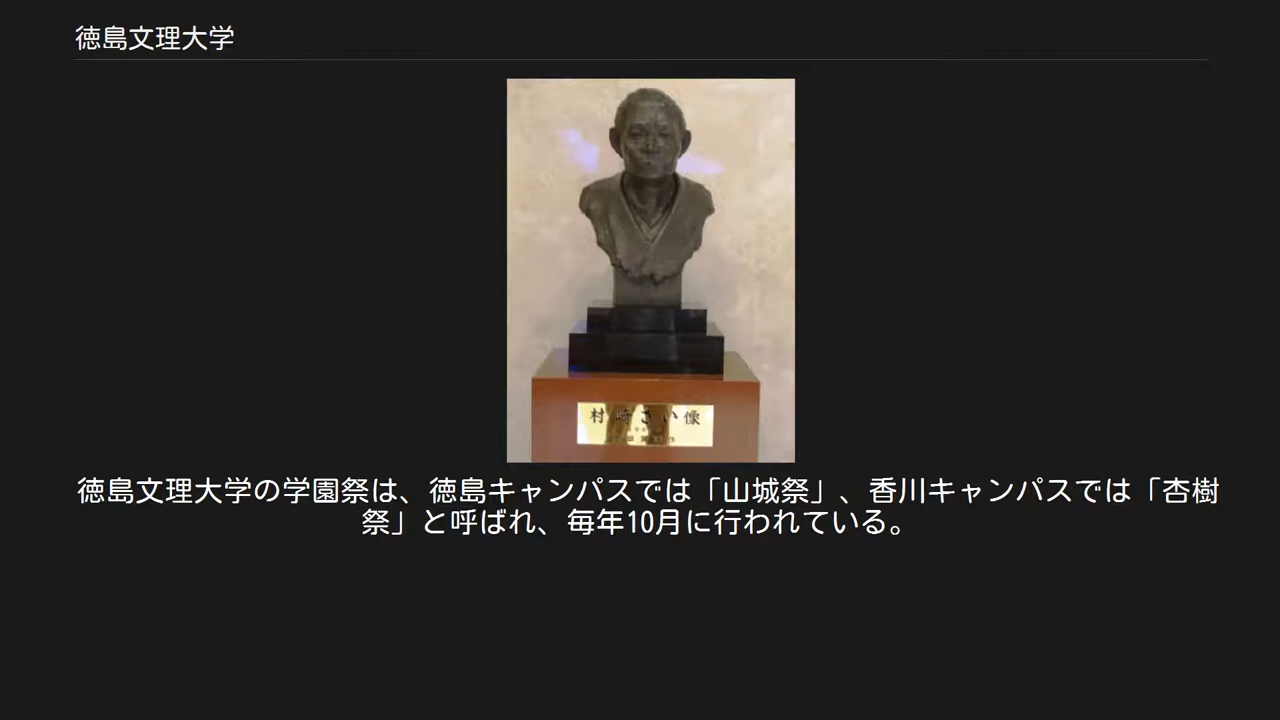 徳島文理大学
村崎さい像
徳島文理大学の学園祭は、徳島キャンパスでは「山城祭」、香川キャンパスでは「杏樹
祭」と呼ばれ、毎年10月に行われている。